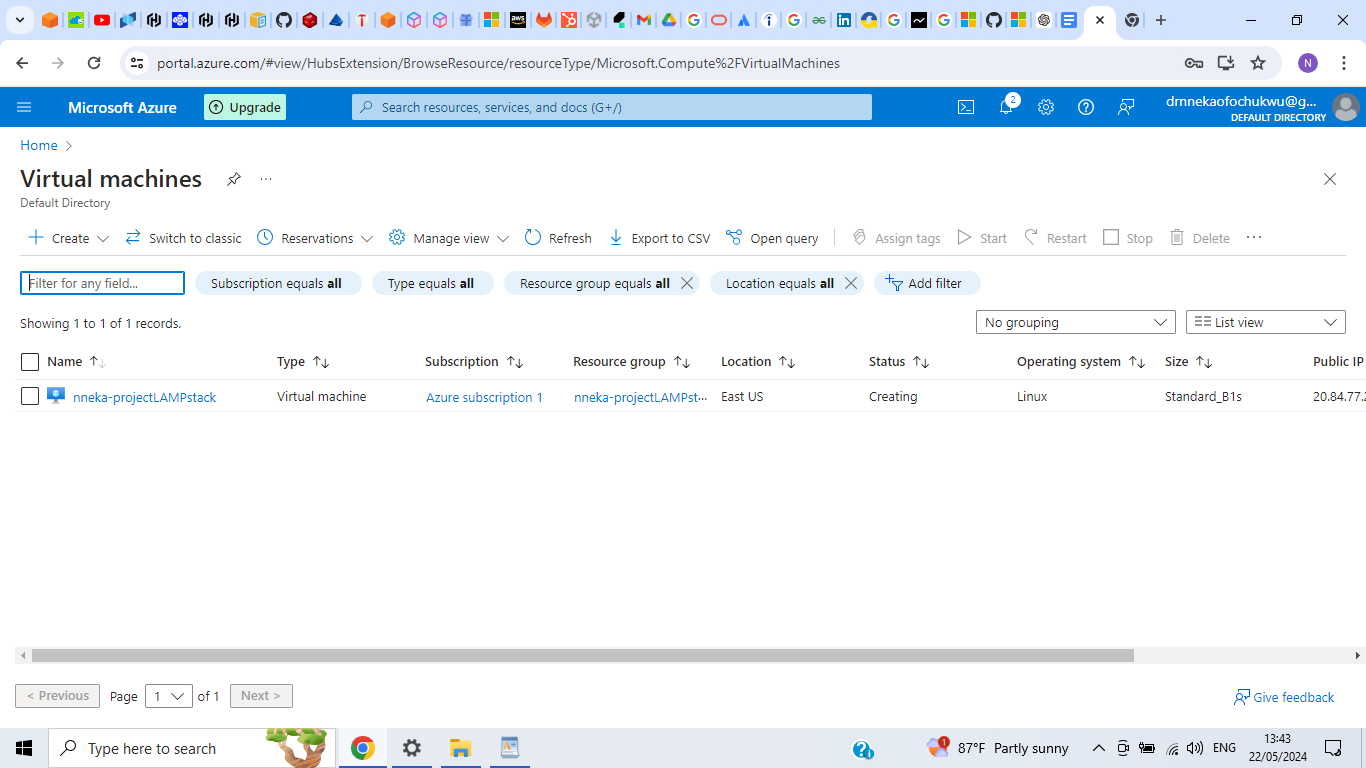 portal.azure.com/#view/HubsExtension/BrowseResource/resourceType/Microsoft.Compute%2FVirtualMachines
N
Microsoft Azure
Upgrade
Search resources, services, and docs (G+/)
2
drnnekaofochukwu@g...
DEFAULT DIRECTORY
Home
Virtual machines
Default Directory
Create Switch to classic Reservations Manage view Refresh Export to CSV Open query Assign tags Start Restart Stop Delete
Filter for any field... Subscription equals all Type equals all Resource group equals all Location equals all Add filter
Showing 1 to 1 of 1 records. No grouping List view
Name Type Subscription Resource group Location Status Operating system Size Public IP
nneka-projectLAMPstack Virtual machine Azure subscription 1 nneka-projectLAMPst... East US Creating Linux Standard_B1s 20.84.77.2
< Previous Page 1 of 1 Next > Give feedback
Type here to search 1 87°F Partly sunny ENG 13:43
22/05/2024